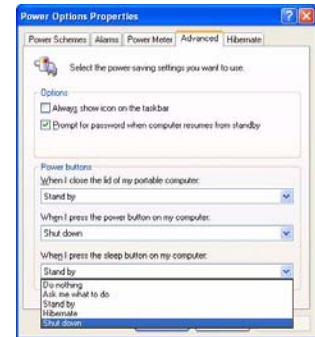 Power Options Properties
Power Schemes Alarms Power Meter Advanced Hibernate
Select the power-saving settings you want to use.
Options
Always show icon on the taskbar
Prompt for password when computer resumes from standby
Power buttons
When I close the lid of my portable computer:
Stand by
When I press the power button on my computer:
Shut down
When I press the sleep button on my computer:
Stand by
Do nothing
Ask me what to do
Stand by
Hibernate
Shut down